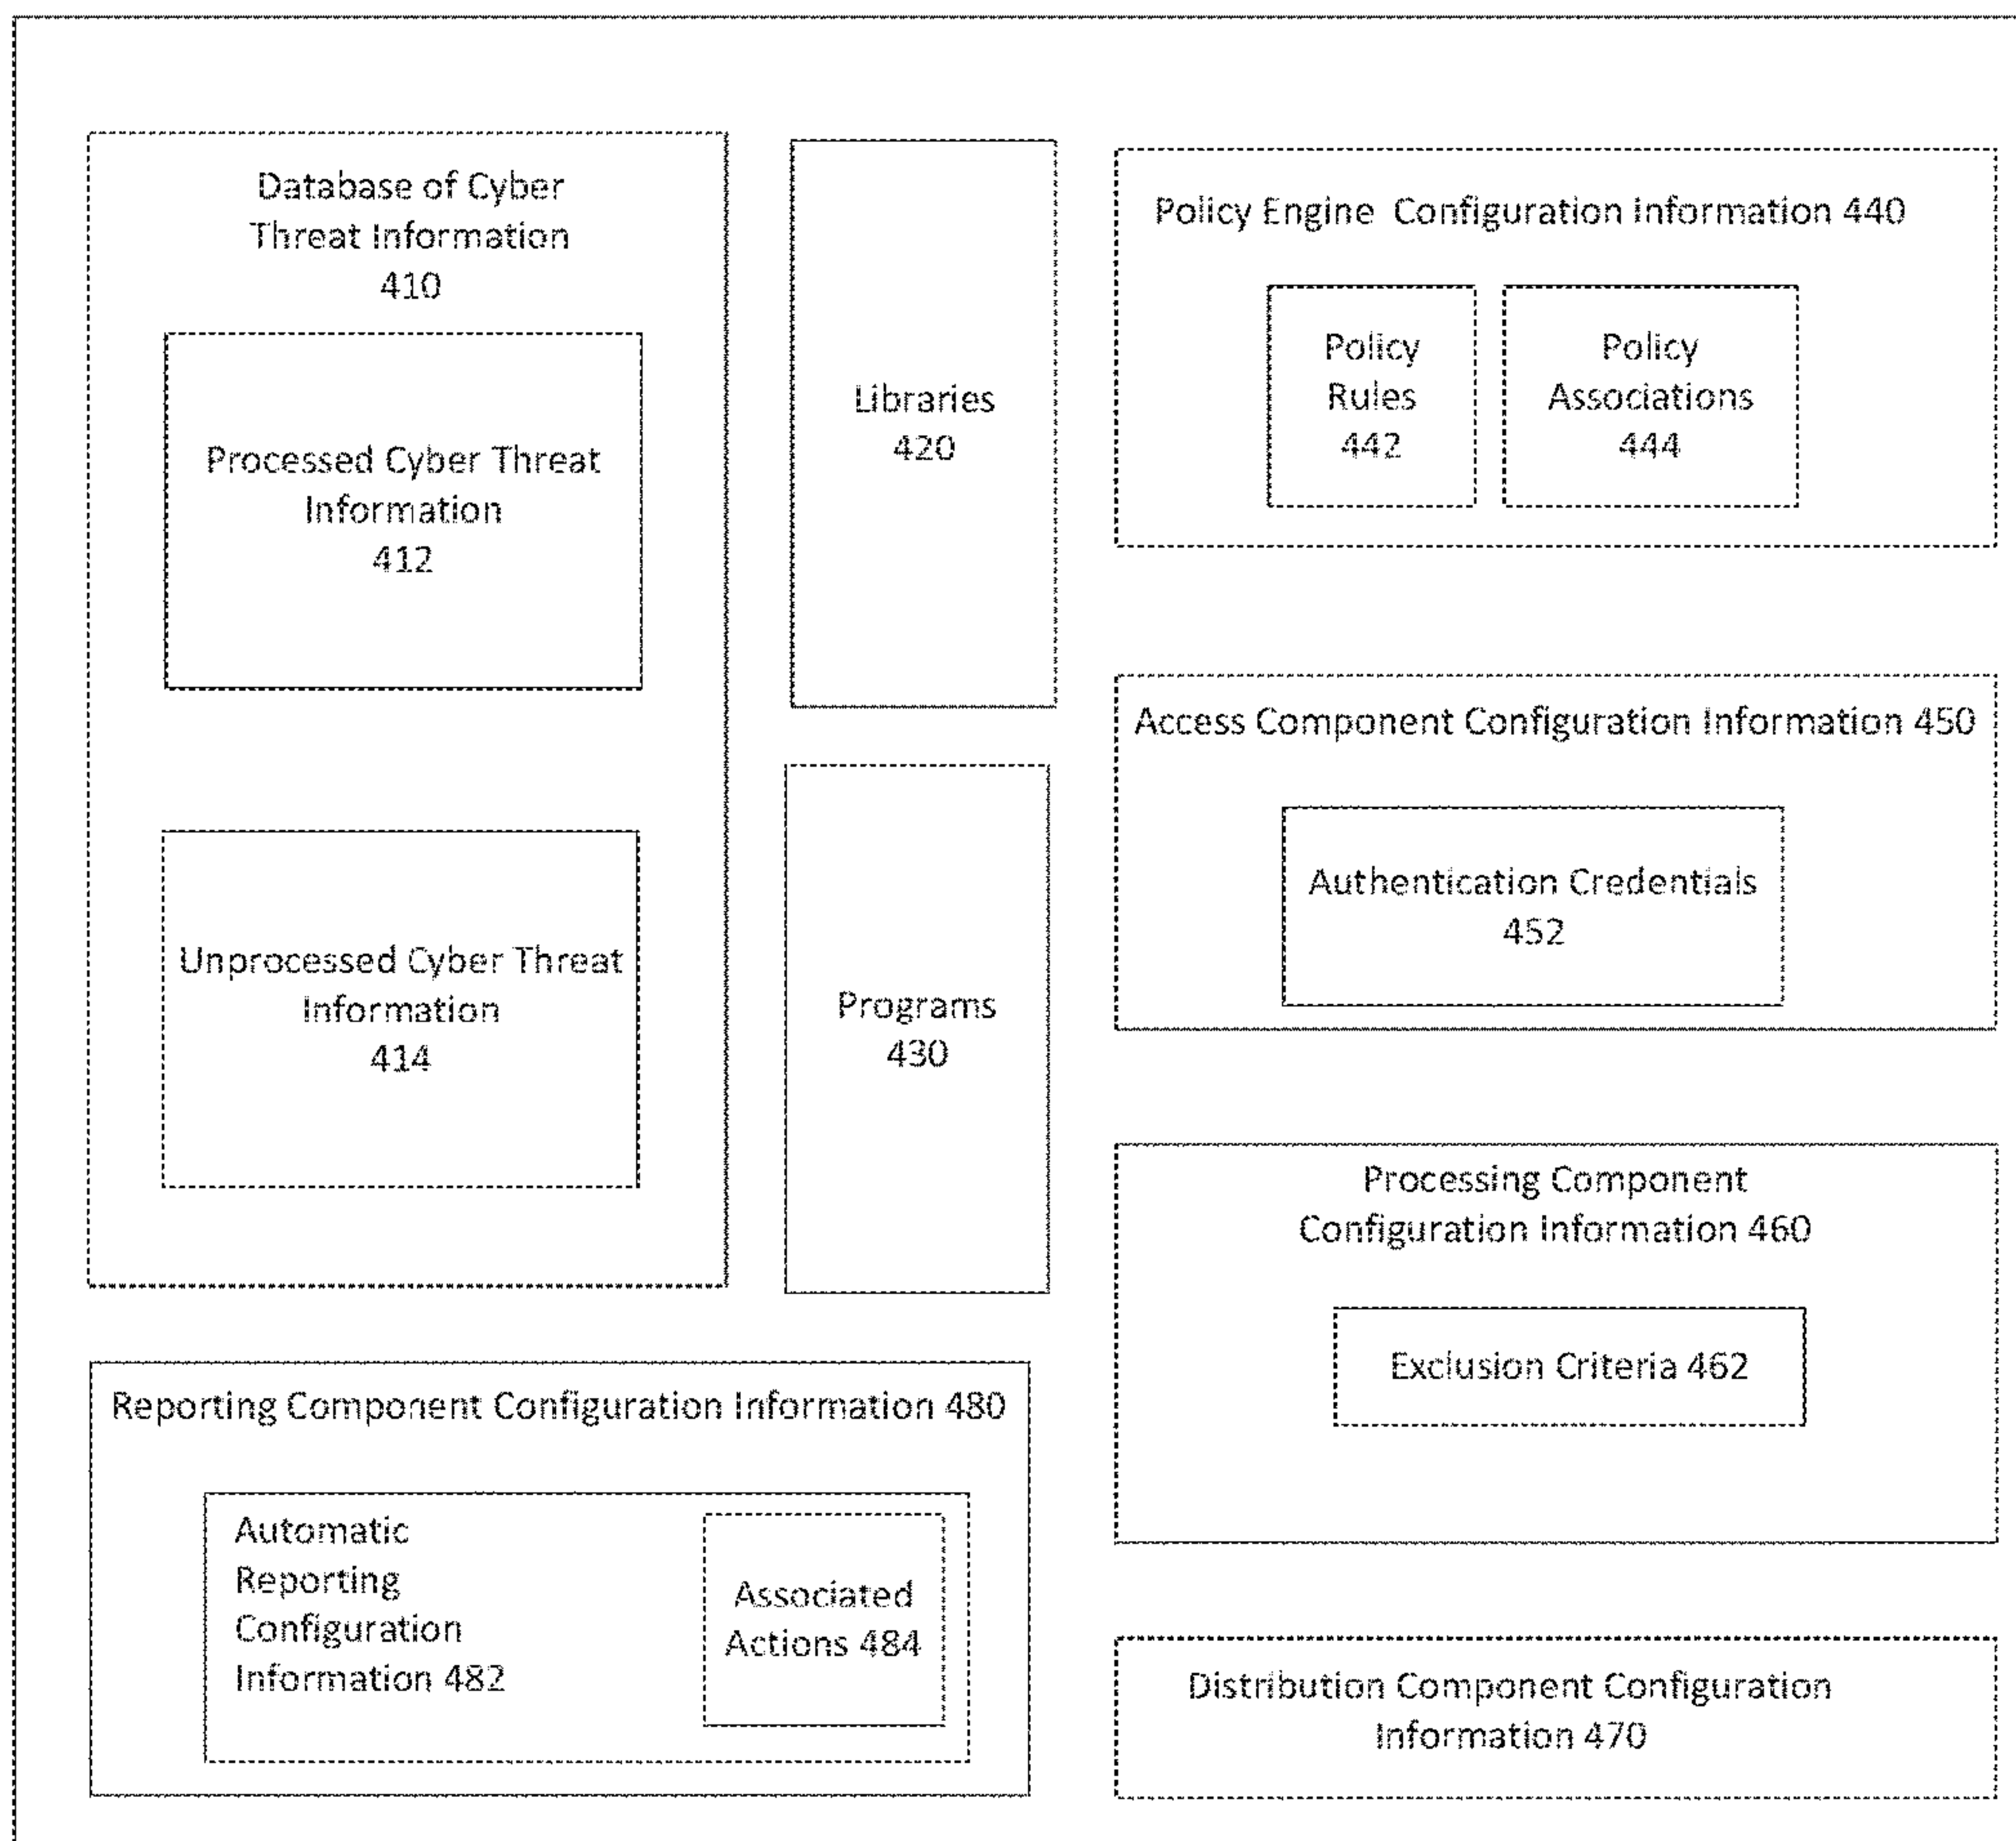 Database of Cyber
Threat Information
410
Processed Cyber Threat
Information
412
Unprocessed Cyber Threat
Information
414
Libraries
420
Programs
430
Policy Engine Configuration Information 440
Policy
Rules
442
Policy
Associations
444
Access Component Configuration Information 450
Authentication Credentials
452
Processing Component
Configuration Information 460
Exclusion Criteria 462
Reporting Component Configuration Information 480
Automatic
Reporting
Configuration
Information 482
Associated
Actions 484
Distribution Component Configuration
Information 470